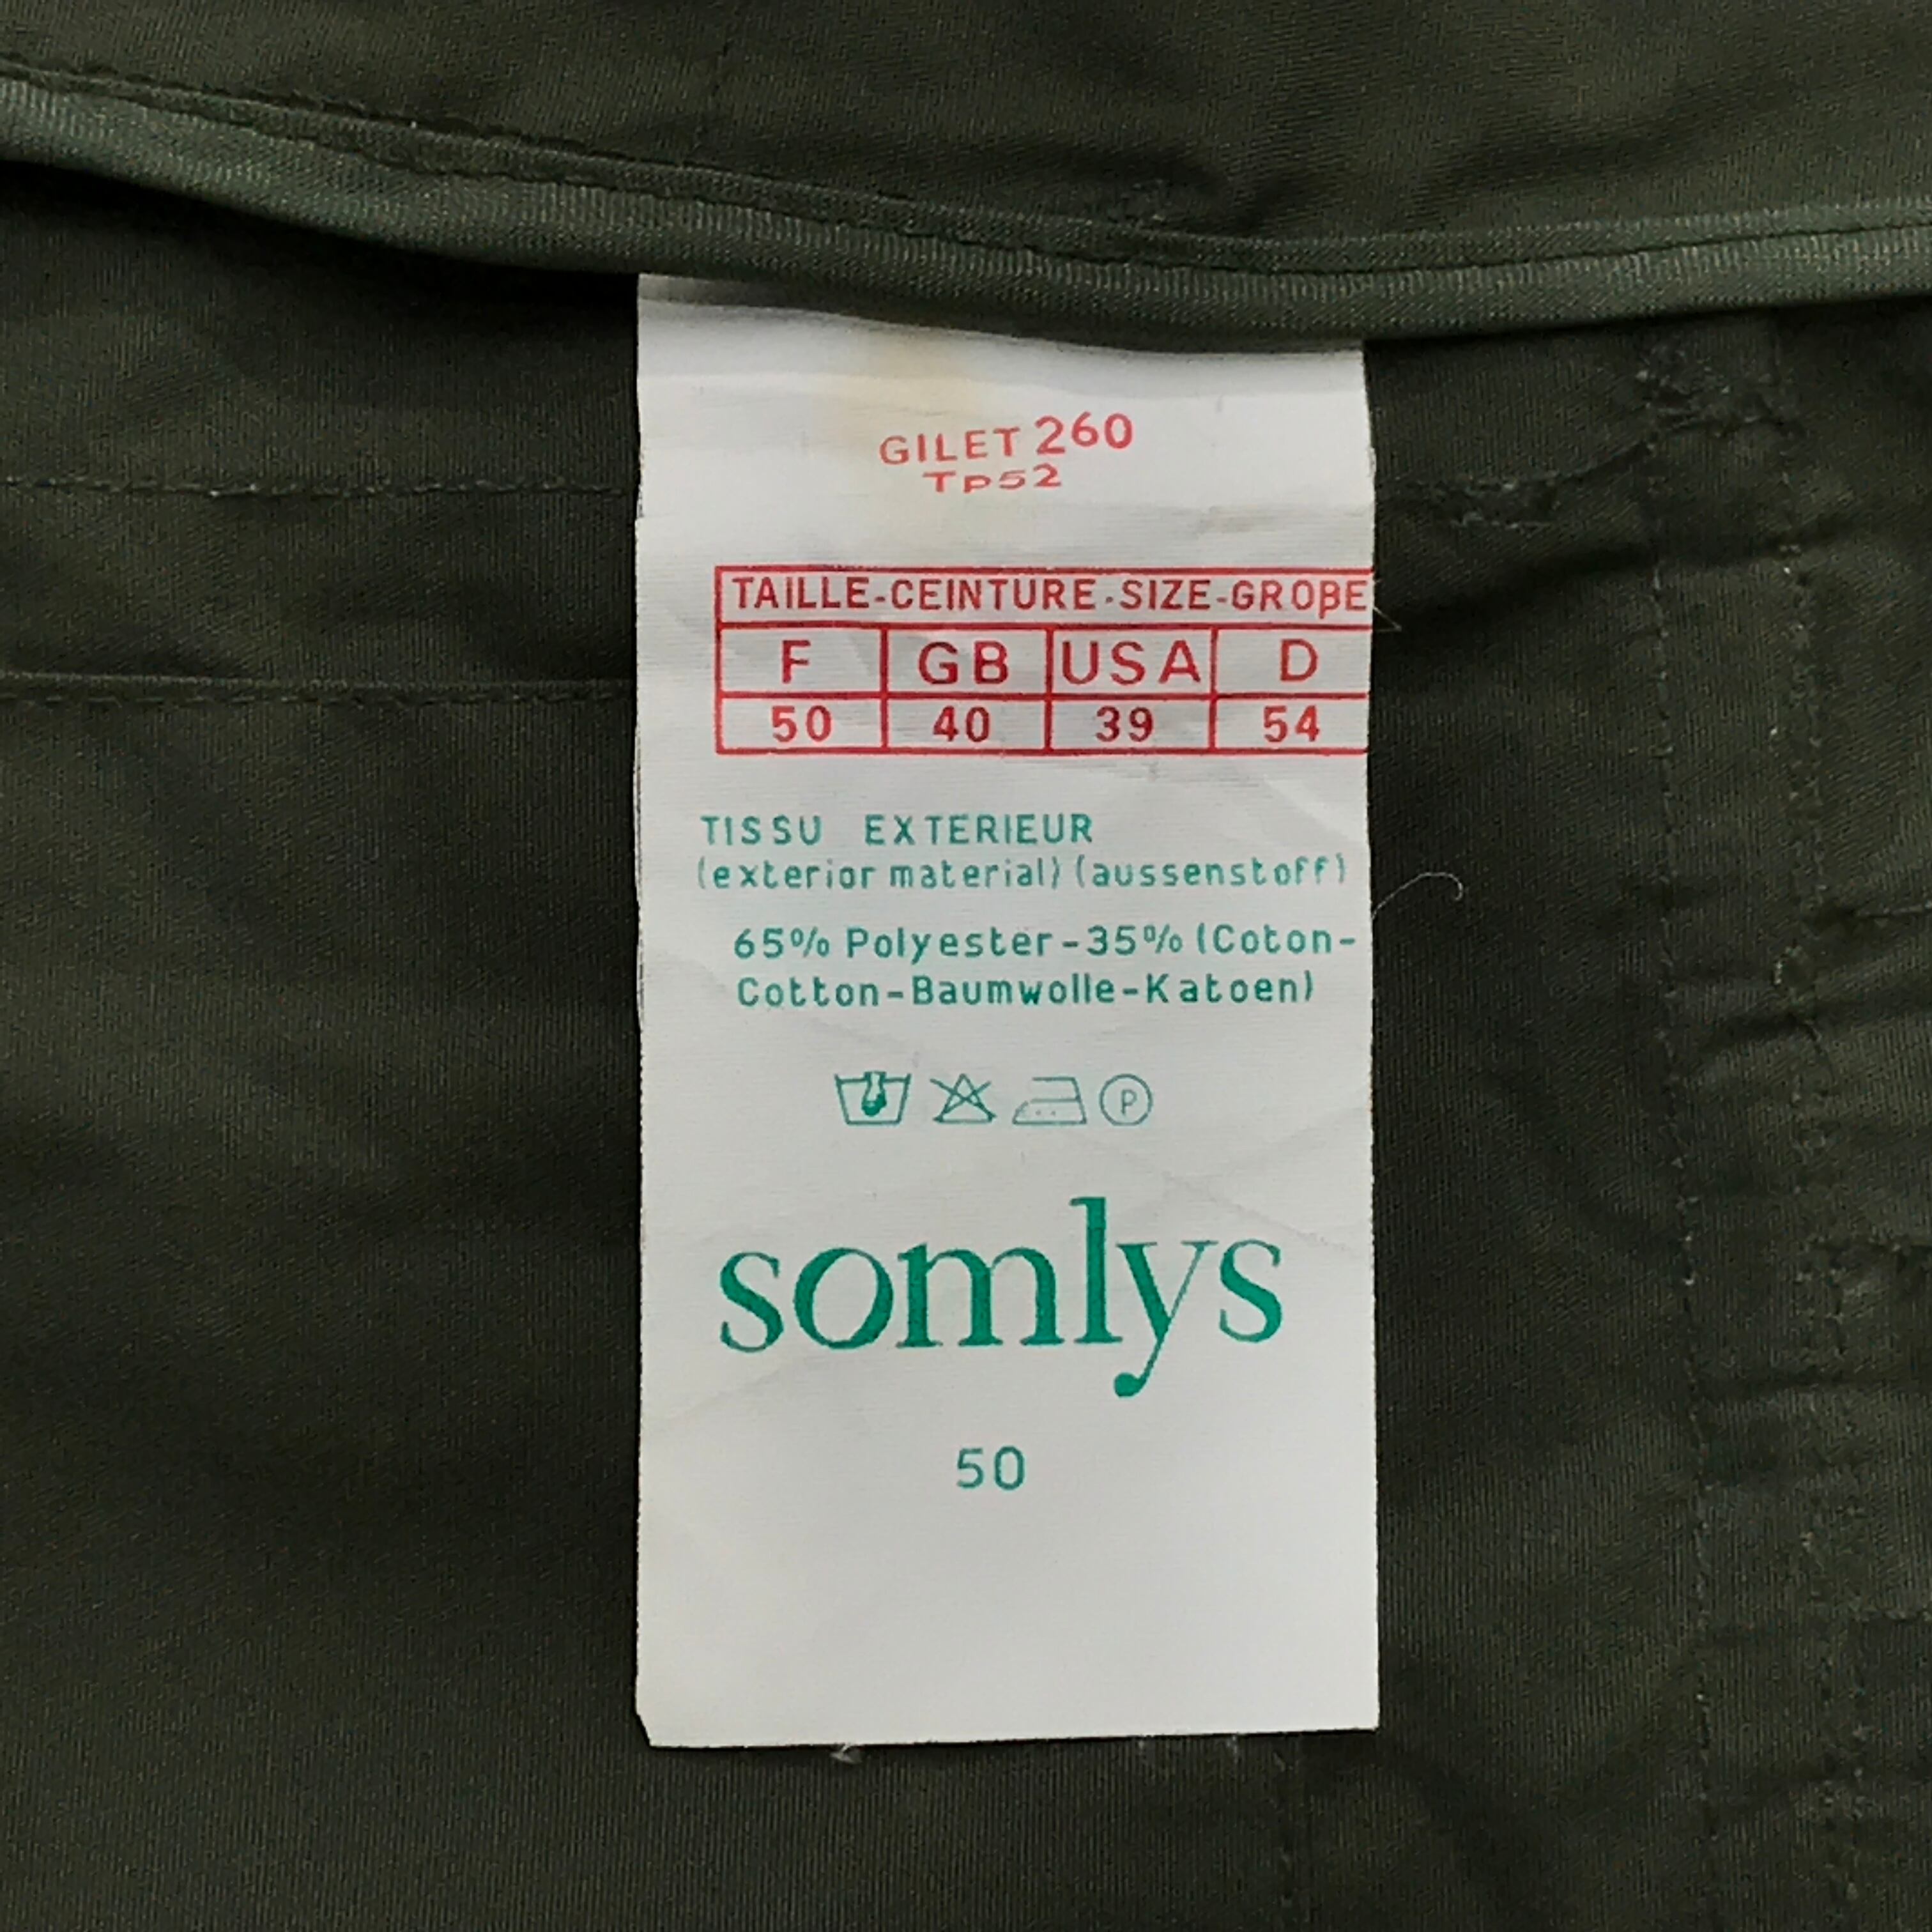 GILET 260
TP52
TAILLE-CEINTURE-SIZE-GROβE
F GB USA D
50 40 39 54
TISSU EXTERIEUR
(exterior material) (aussenstoff)
65% Polyester-35% (Coton-
Cotton-Baumwolle-Katoen)
P
somlys
50